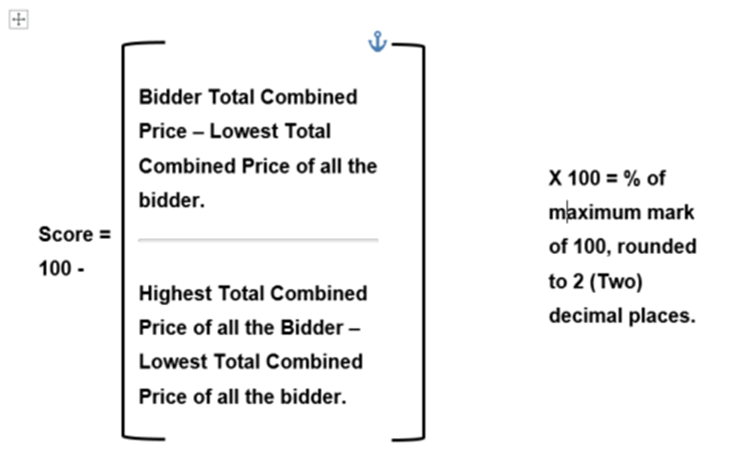 Score =
100 -
Bidder Total Combined
Price – Lowest Total
Combined Price of all the
bidder.
Highest Total Combined
Price of all the Bidder –
Lowest Total Combined
Price of all the bidder.
X 100 = % of
maximum mark
of 100, rounded
to 2 (Two)
decimal places.